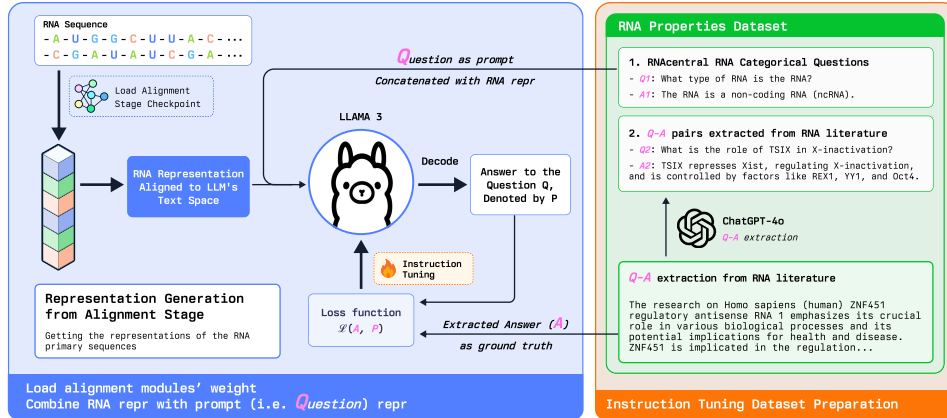 RNA Sequence
- A - U - G - G - C - U - U - A - C - ...
- C - G - A - U - A - U - C - G - A - ...
Load Alignment
Stage Checkpoint
RNA Representation
Aligned to LLM's
Text Space
Representation Generation
from Alignment Stage
Getting the representations of the RNA
primary sequences
Question as prompt
Concatenated with RNA repr
LLAMA 3
Decode
Answer to the
Question Q,
Denoted by P
Instruction
Tuning
Loss function
ℒ(A, P)
Extracted Answer (A)
as ground truth
Load alignment modules’ weight
Combine RNA repr with prompt (i.e. Question) repr
RNA Properties Dataset
1. RNAcentral RNA Categorical Questions
- Q1: What type of RNA is the RNA?
- A1: The RNA is a non-coding RNA (ncRNA).
2. Q-A pairs extracted from RNA literature
- Q2: What is the role of TSIX in X-inactivation?
- A2: TSIX represses Xist, regulating X-inactivation,
and is controlled by factors like REX1, YY1, and Oct4.
ChatGPT-4o
Q-A extraction
Q-A extraction from RNA literature
The research on Homo sapiens (human) ZNF451
regulatory antisense RNA 1 emphasizes its crucial
role in various biological processes and its
potential implications for health and disease.
ZNF451 is implicated in the regulation...
Instruction Tuning Dataset Preparation